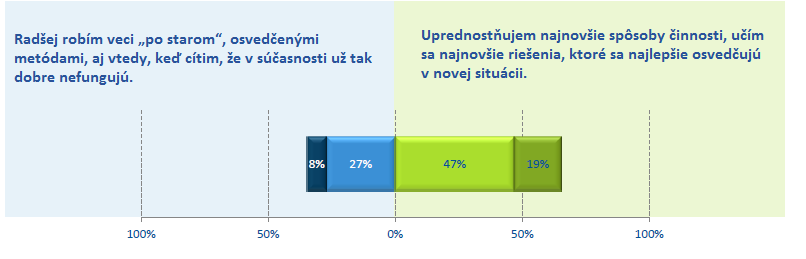 Radšej robím veci „po starom“, osvedčenými
metódami, aj vtedy, keď cítim, že v súčasnosti už tak
dobre nefungujú.
Uprednostňujem najnovšie spôsoby činnosti, učím
sa najnovšie riešenia, ktoré sa najlepšie osvedčujú
v novej situácii.
8% 27% 47% 19%
100% 50% 0% 50% 100%